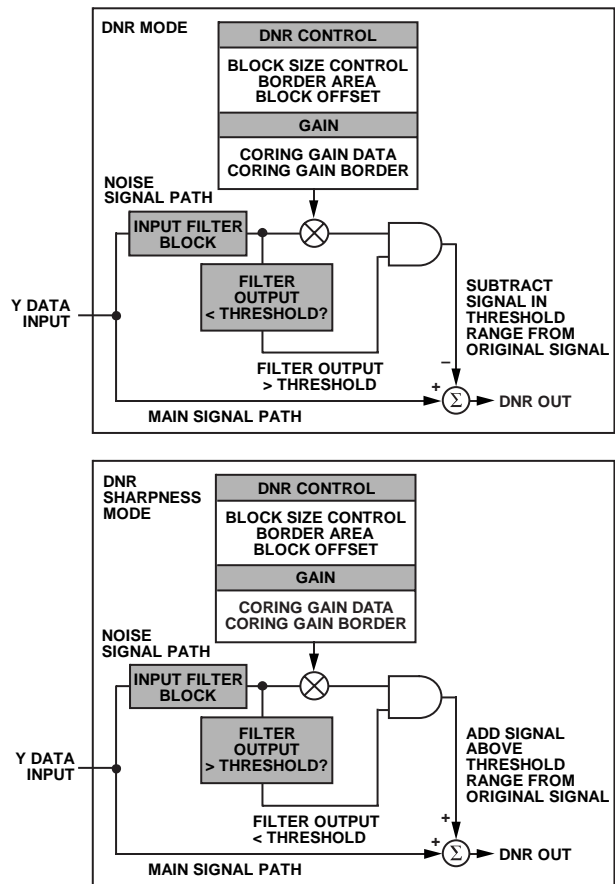 DNR MODE
DNR CONTROL
BLOCK SIZE CONTROL
BORDER AREA
BLOCK OFFSET
GAIN
CORING GAIN DATA
CORING GAIN BORDER
NOISE
SIGNAL PATH
INPUT FILTER
BLOCK
FILTER
OUTPUT
< THRESHOLD?
Y DATA
INPUT
SUBTRACT
SIGNAL IN
THRESHOLD
RANGE FROM
ORIGINAL SIGNAL
FILTER OUTPUT
> THRESHOLD
–
+
Σ
DNR OUT
MAIN SIGNAL PATH
DNR
SHARPNESS
MODE
DNR CONTROL
BLOCK SIZE CONTROL
BORDER AREA
BLOCK OFFSET
GAIN
CORING GAIN DATA
CORING GAIN BORDER
NOISE
SIGNAL PATH
INPUT FILTER
BLOCK
FILTER
OUTPUT
> THRESHOLD?
Y DATA
INPUT
ADD SIGNAL
ABOVE
THRESHOLD
RANGE FROM
ORIGINAL SIGNAL
FILTER OUTPUT
< THRESHOLD
+
+
Σ
DNR OUT
MAIN SIGNAL PATH